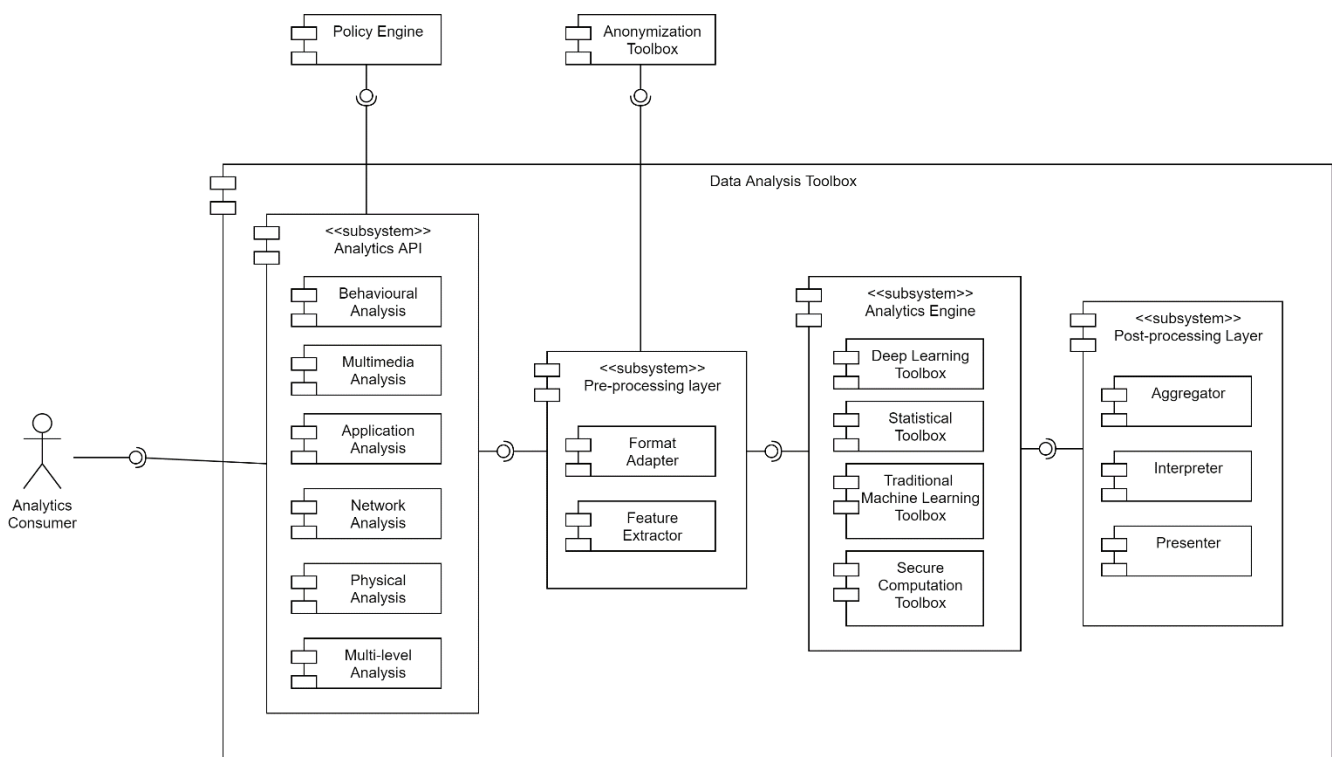 Policy Engine
Anonymization
Toolbox
Data Analysis Toolbox
<<subsystem>>
Analytics API
Behavioural
Analysis
Multimedia
Analysis
Application
Analysis
Network
Analysis
Physical
Analysis
Multi-level
Analysis
Analytics
Consumer
<<subsystem>>
Pre-processing layer
Format
Adapter
Feature
Extractor
<<subsystem>>
Analytics Engine
Deep Learning
Toolbox
Statistical
Toolbox
Traditional
Machine Learning
Toolbox
Secure
Computation
Toolbox
<<subsystem>>
Post-processing Layer
Aggregator
Interpreter
Presenter